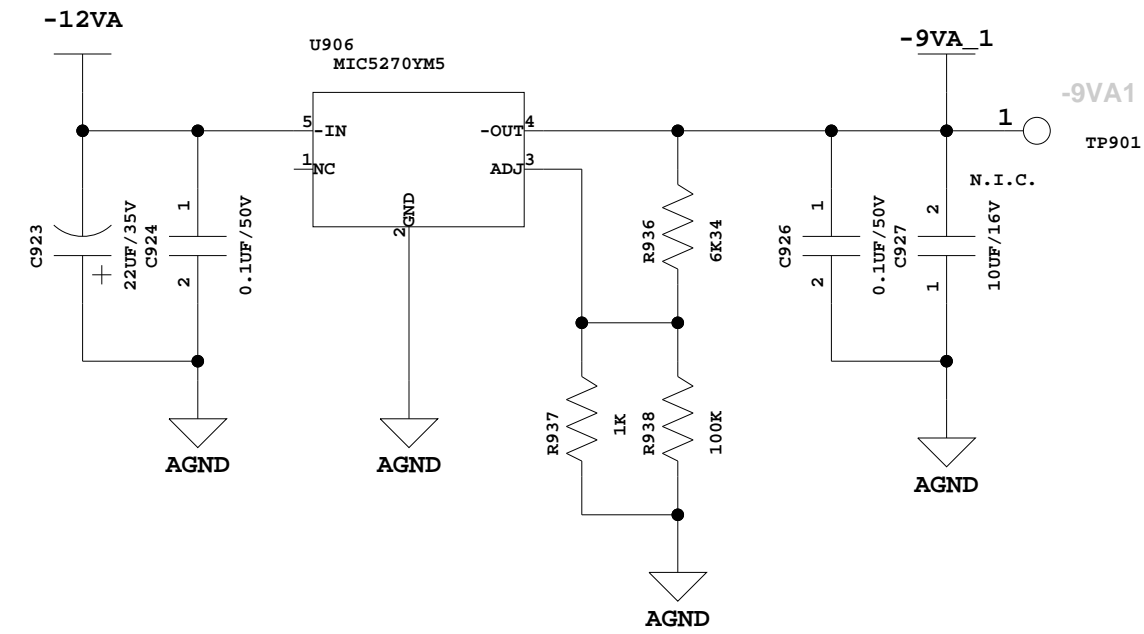 -12VA
U906
MIC5270YM5
-9VA_1
-9VA1
1
TP901
N.I.C.
5
-IN
-OUT
4
1
NC
ADJ
3
GND
2
C923
22UF/35V
C924
1
2
0.1UF/50V
R936
6K34
C926
1
2
0.1UF/50V
C927
2
1
10UF/16V
R937
1K
R938
100K
AGND
AGND
AGND
AGND